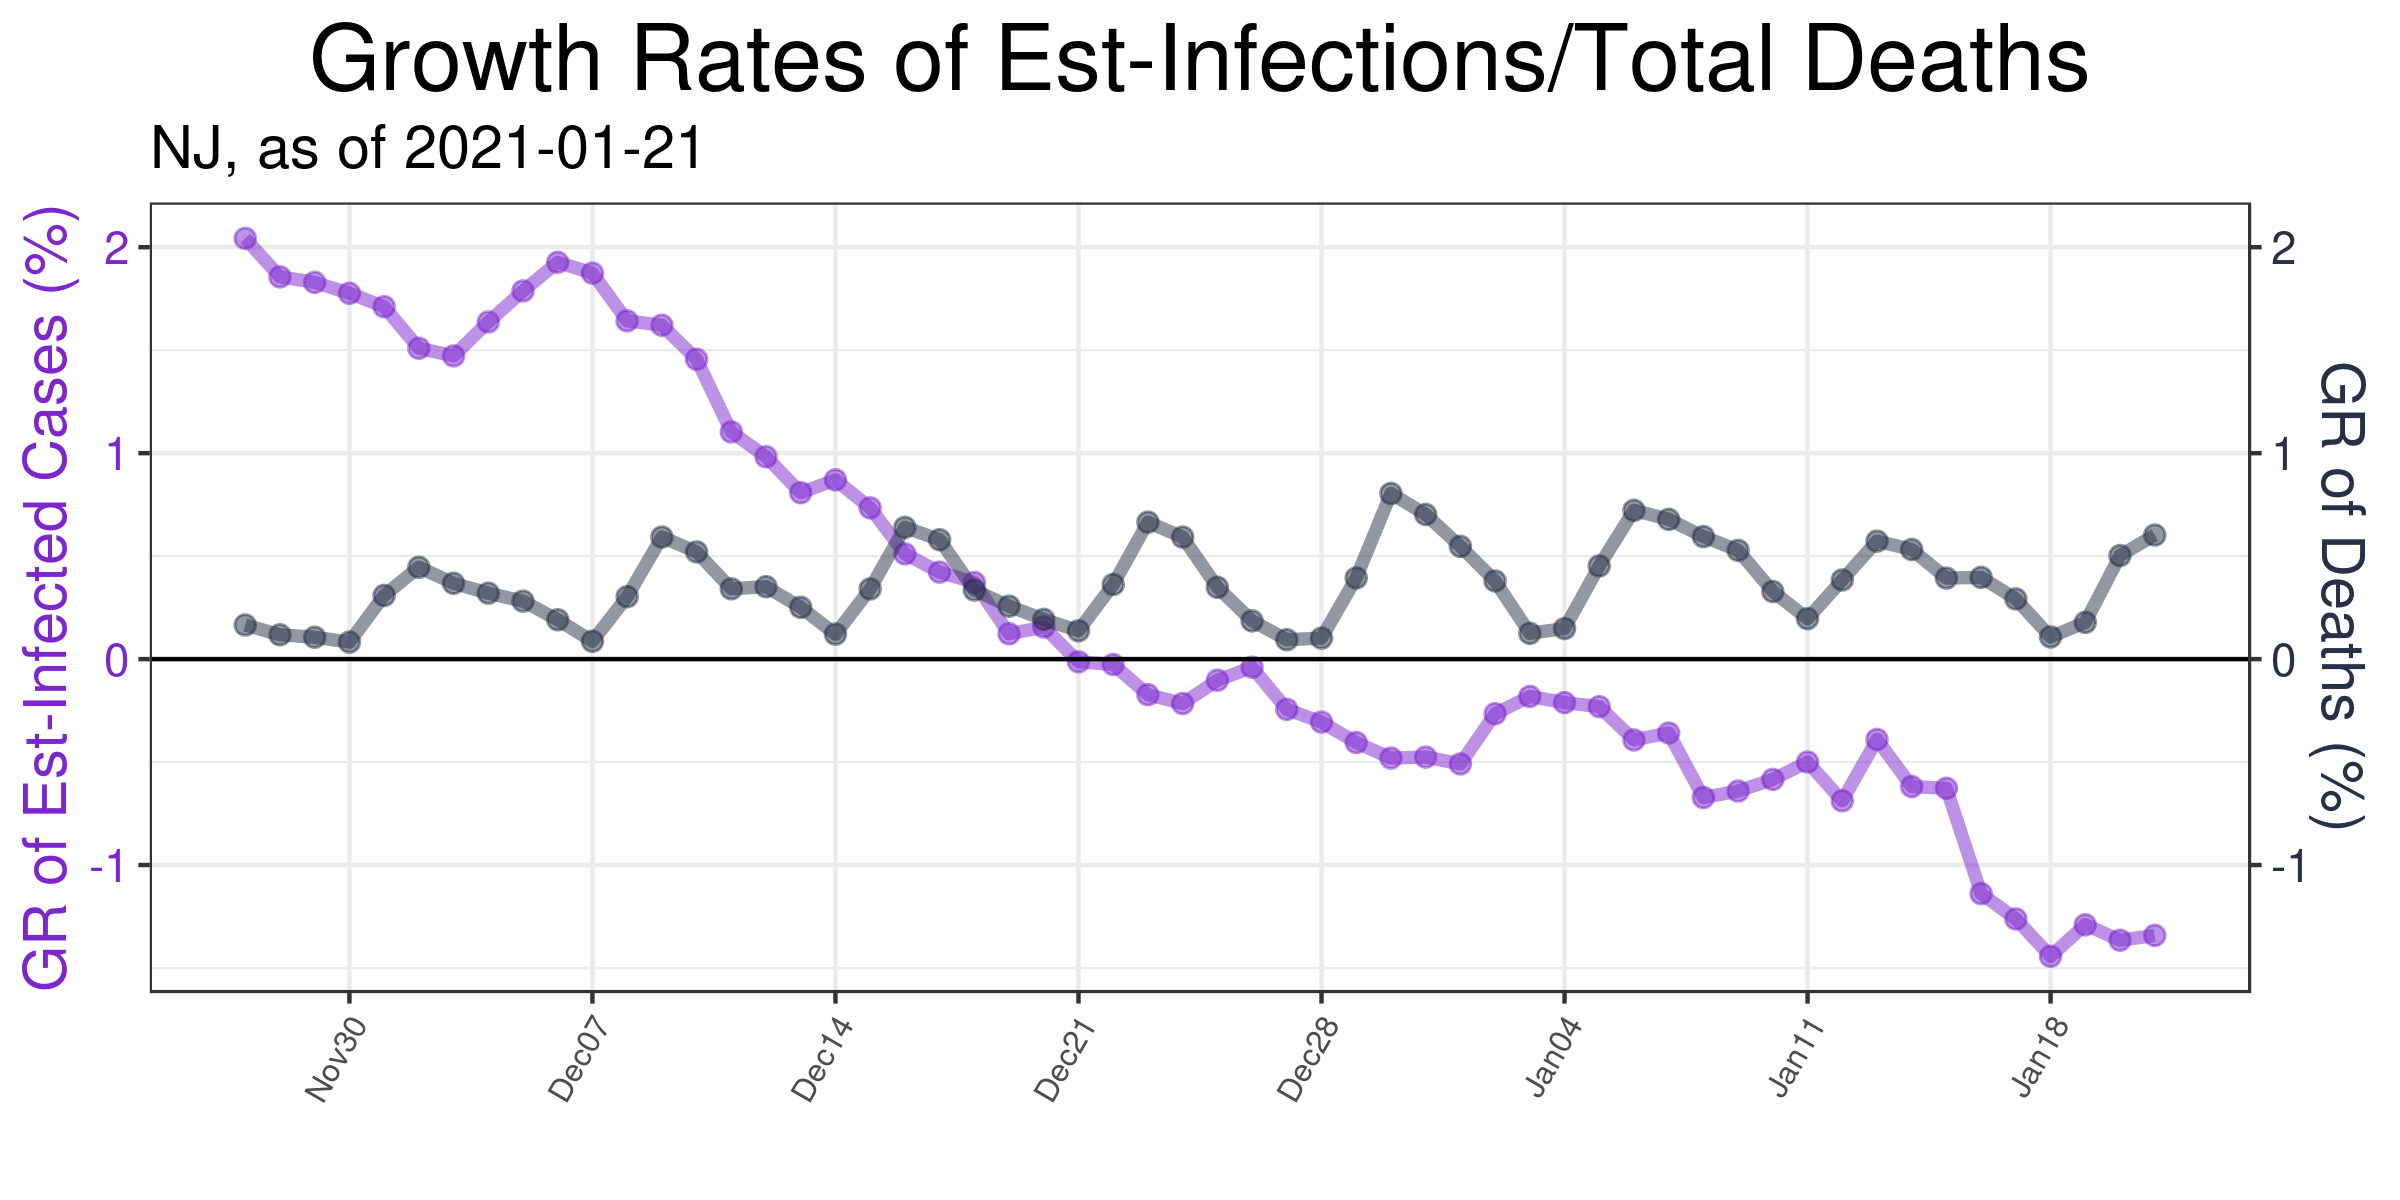 Growth Rates of Est-Infections/Total Deaths
NJ, as of 2021-01-21
GR of Est-Infected Cases (%)
2
1
0
-1
2
1
0
-1
GR of Deaths (%)
Nov30
Dec07
Dec14
Dec21
Dec28
Jan04
Jan11
Jan18